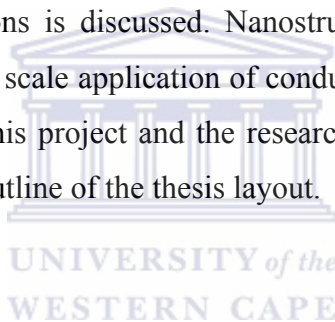 ons is discussed. Nanostru
scale application of condu
his project and the researc
utline of the thesis layout.
UNIVERSITY of the
WESTERN CAPE